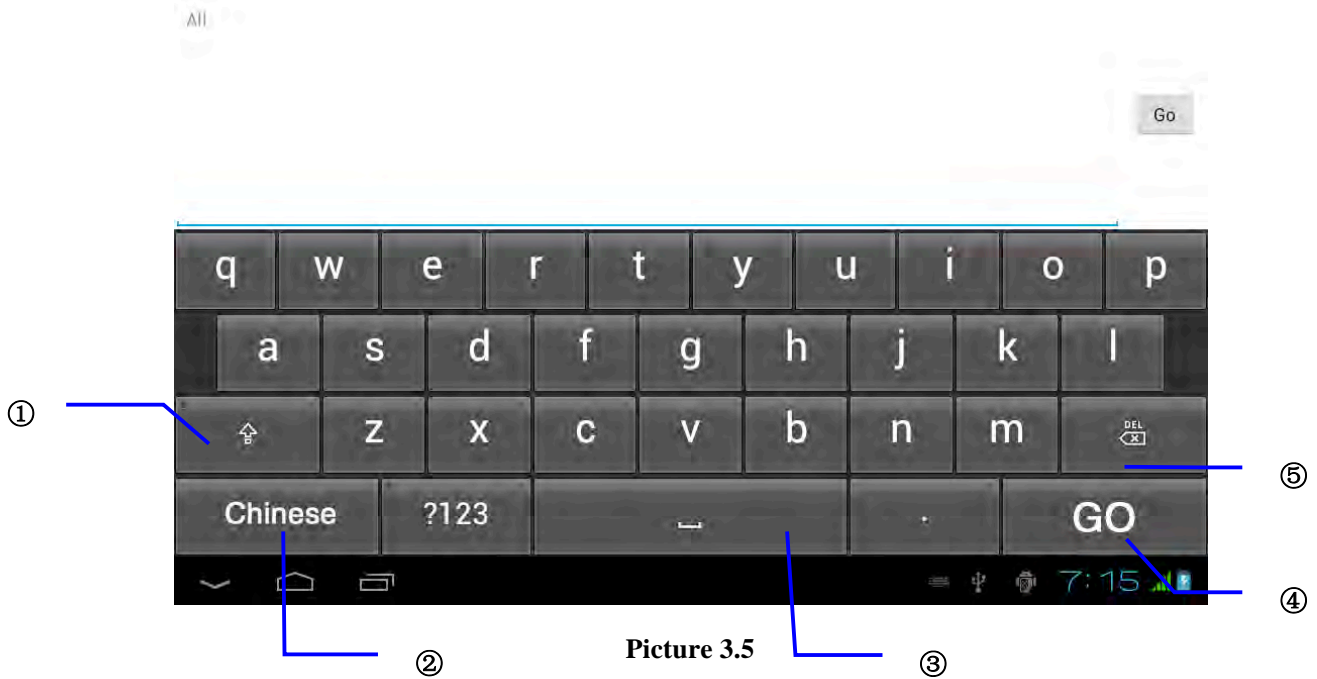 All
Go
q w e r t y u i o p
a s d f g h j k l
① z x c v b n m DEL
⑤
Chinese ?123 . GO
7:15
④
② Picture 3.5 ③